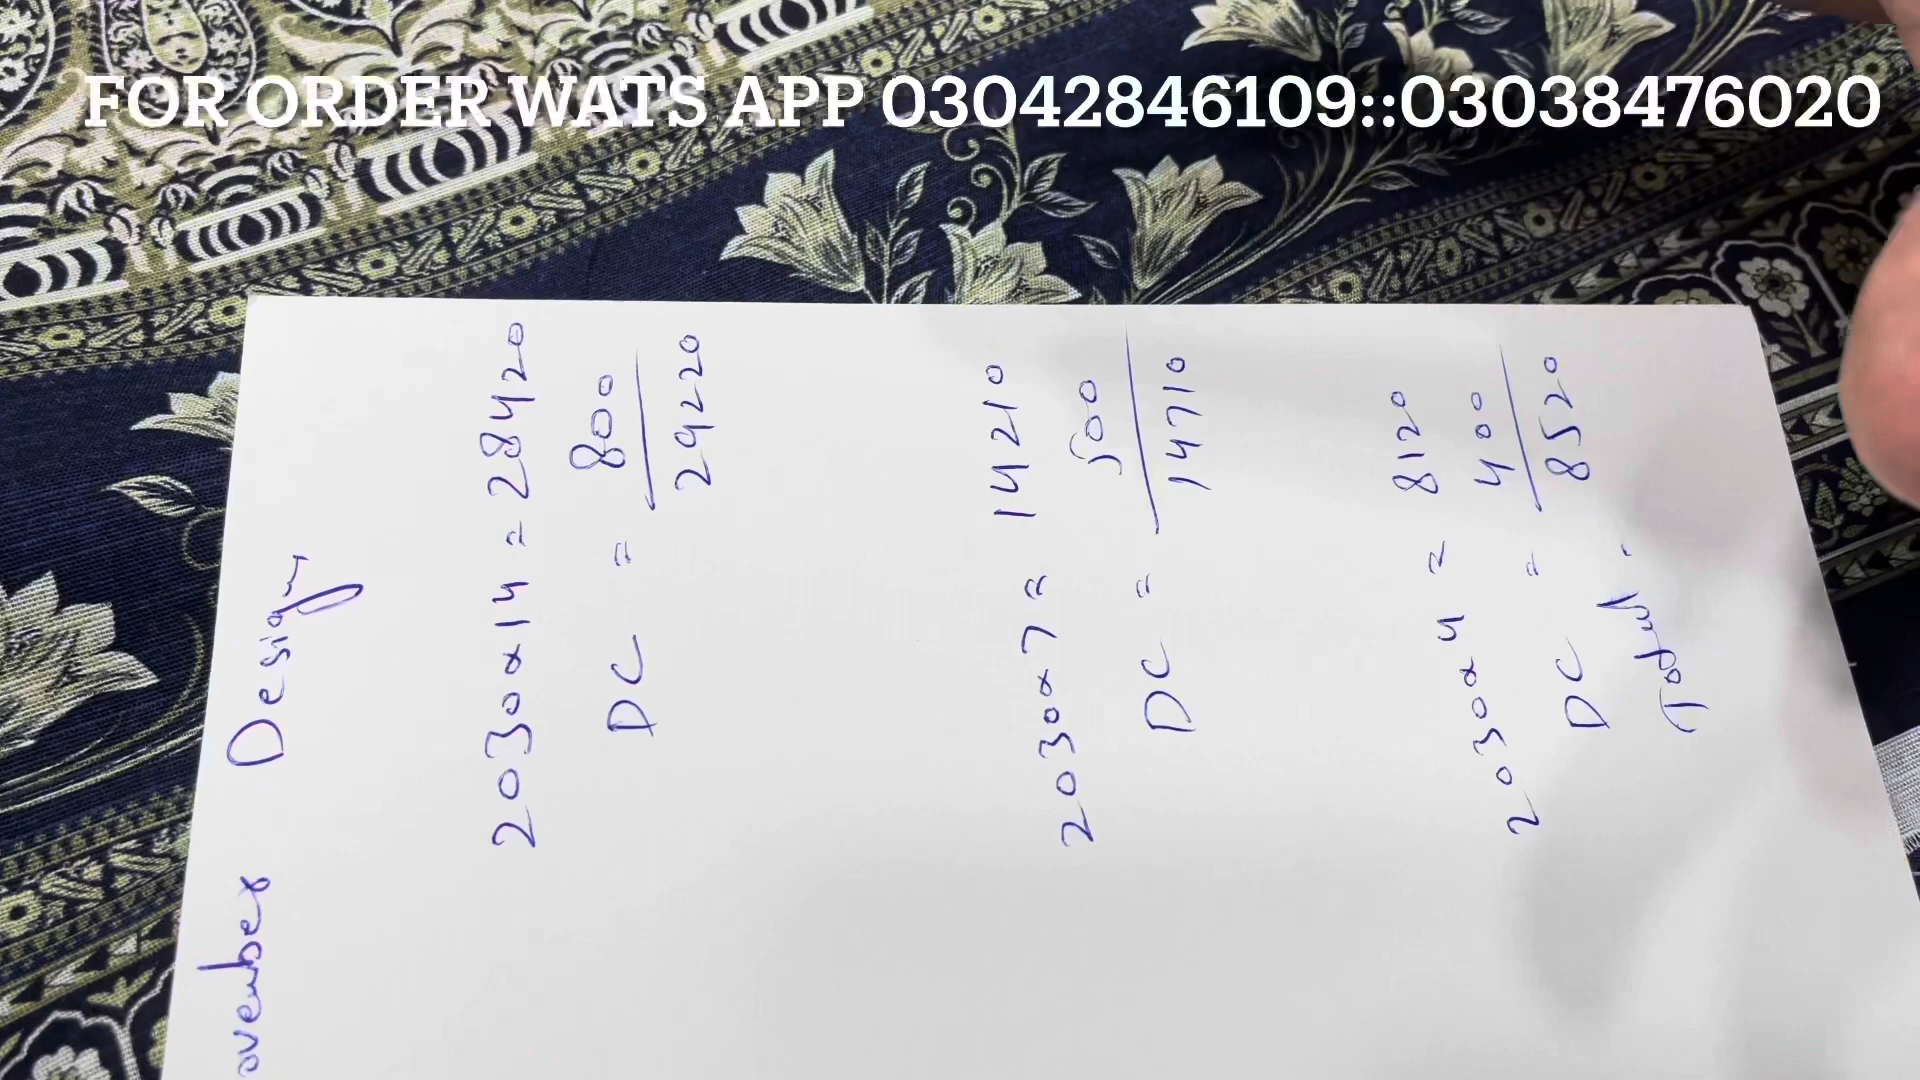 FOR ORDER WATS APP 03042846109::03038476020
ovember Design
2030x14 = 28420
DC = 800
29220
2030x7 = 14210
DC = 500
14710
2030x4 = 8120
DC = 400
8520